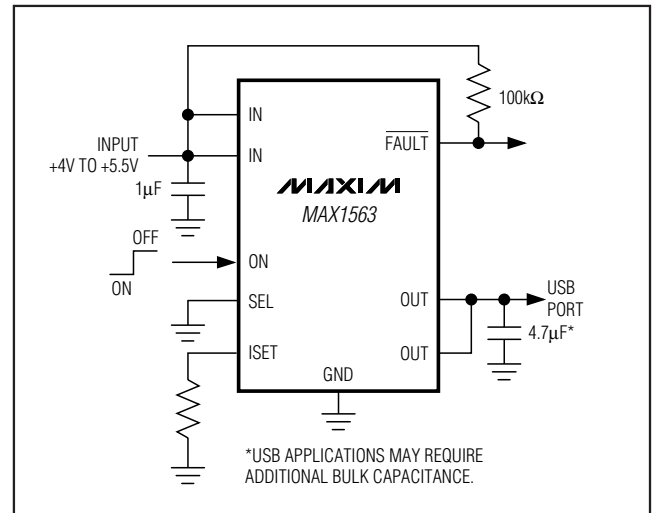 100kΩ
IN
FAULT
INPUT
+4V TO +5.5V
IN
1µF
MAXIM
MAX1563
OFF
ON
ON
SEL
OUT
USB
PORT
4.7µF*
ISET
OUT
GND
*USB APPLICATIONS MAY REQUIRE
ADDITIONAL BULK CAPACITANCE.